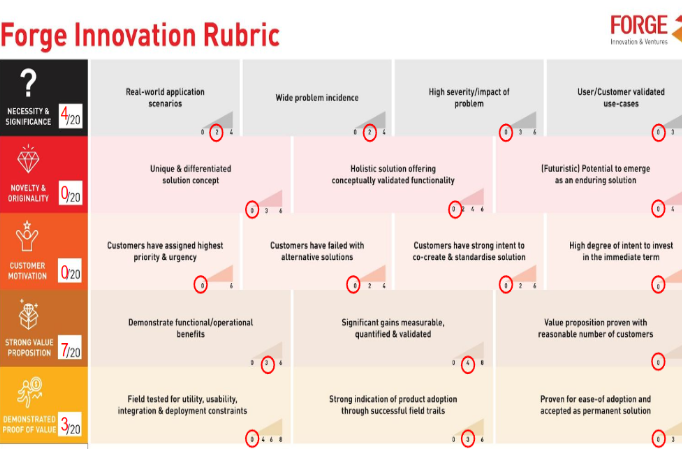 Forge Innovation Rubric
FORGE
Innovation & Ventures
?
NECESSITY &
SIGNIFICANCE
4/20
Real-world application
scenarios
0 2 4
Wide problem incidence
0 2 4
High severity/impact of
problem
0 3 6
User/Customer validated
use-cases
0 3
NOVELTY &
ORIGINALITY
0/20
Unique & differentiated
solution concept
0 3 6
Holistic solution offering
conceptually validated functionality
0 2 4 6
(Futuristic) Potential to emerge
as an enduring solution
0 4
CUSTOMER
MOTIVATION
0/20
Customers have assigned highest
priority & urgency
0 6
Customers have failed with
alternative solutions
0 2 4
Customers have strong intent to
co-create & standardise solution
0 2 6
High degree of intent to invest
in the immediate term
0
STRONG VALUE
PROPOSITION
7/20
Demonstrate functional/operational
benefits
0 3 6
Significant gains measurable,
quantified & validated
0 4 8
Value proposition proven with
reasonable number of customers
0
DEMONSTRATED
PROOF OF VALUE
3/20
Field tested for utility, usability,
integration & deployment constraints
0 4 6 8
Strong indication of product adoption
through successful field trails
0 3 6
Proven for ease-of adoption and
accepted as permanent solution
0 3